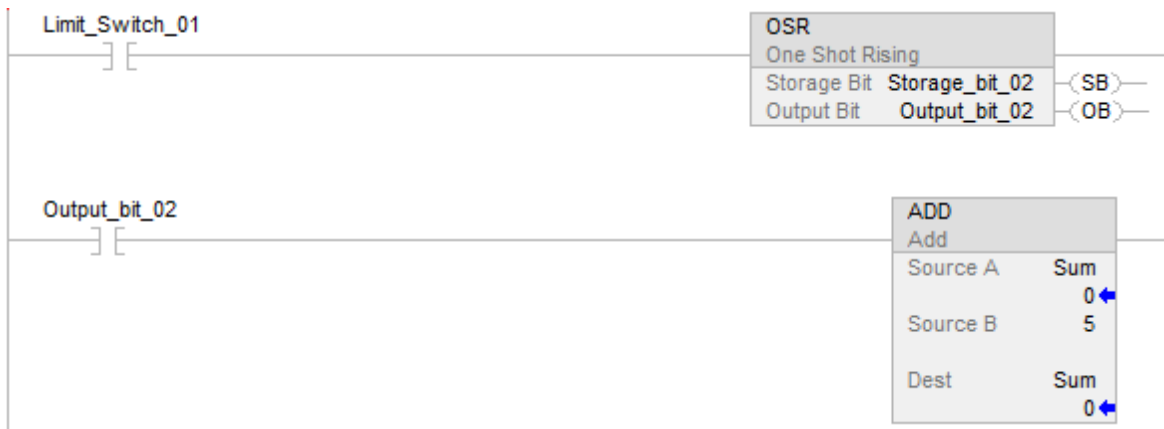 Limit_Switch_01
OSR
One Shot Rising
Storage Bit Storage_bit_02 (SB)
Output Bit Output_bit_02 (OB)
Output_bit_02
ADD
Add
Source A Sum
0
Source B 5
Dest Sum
0